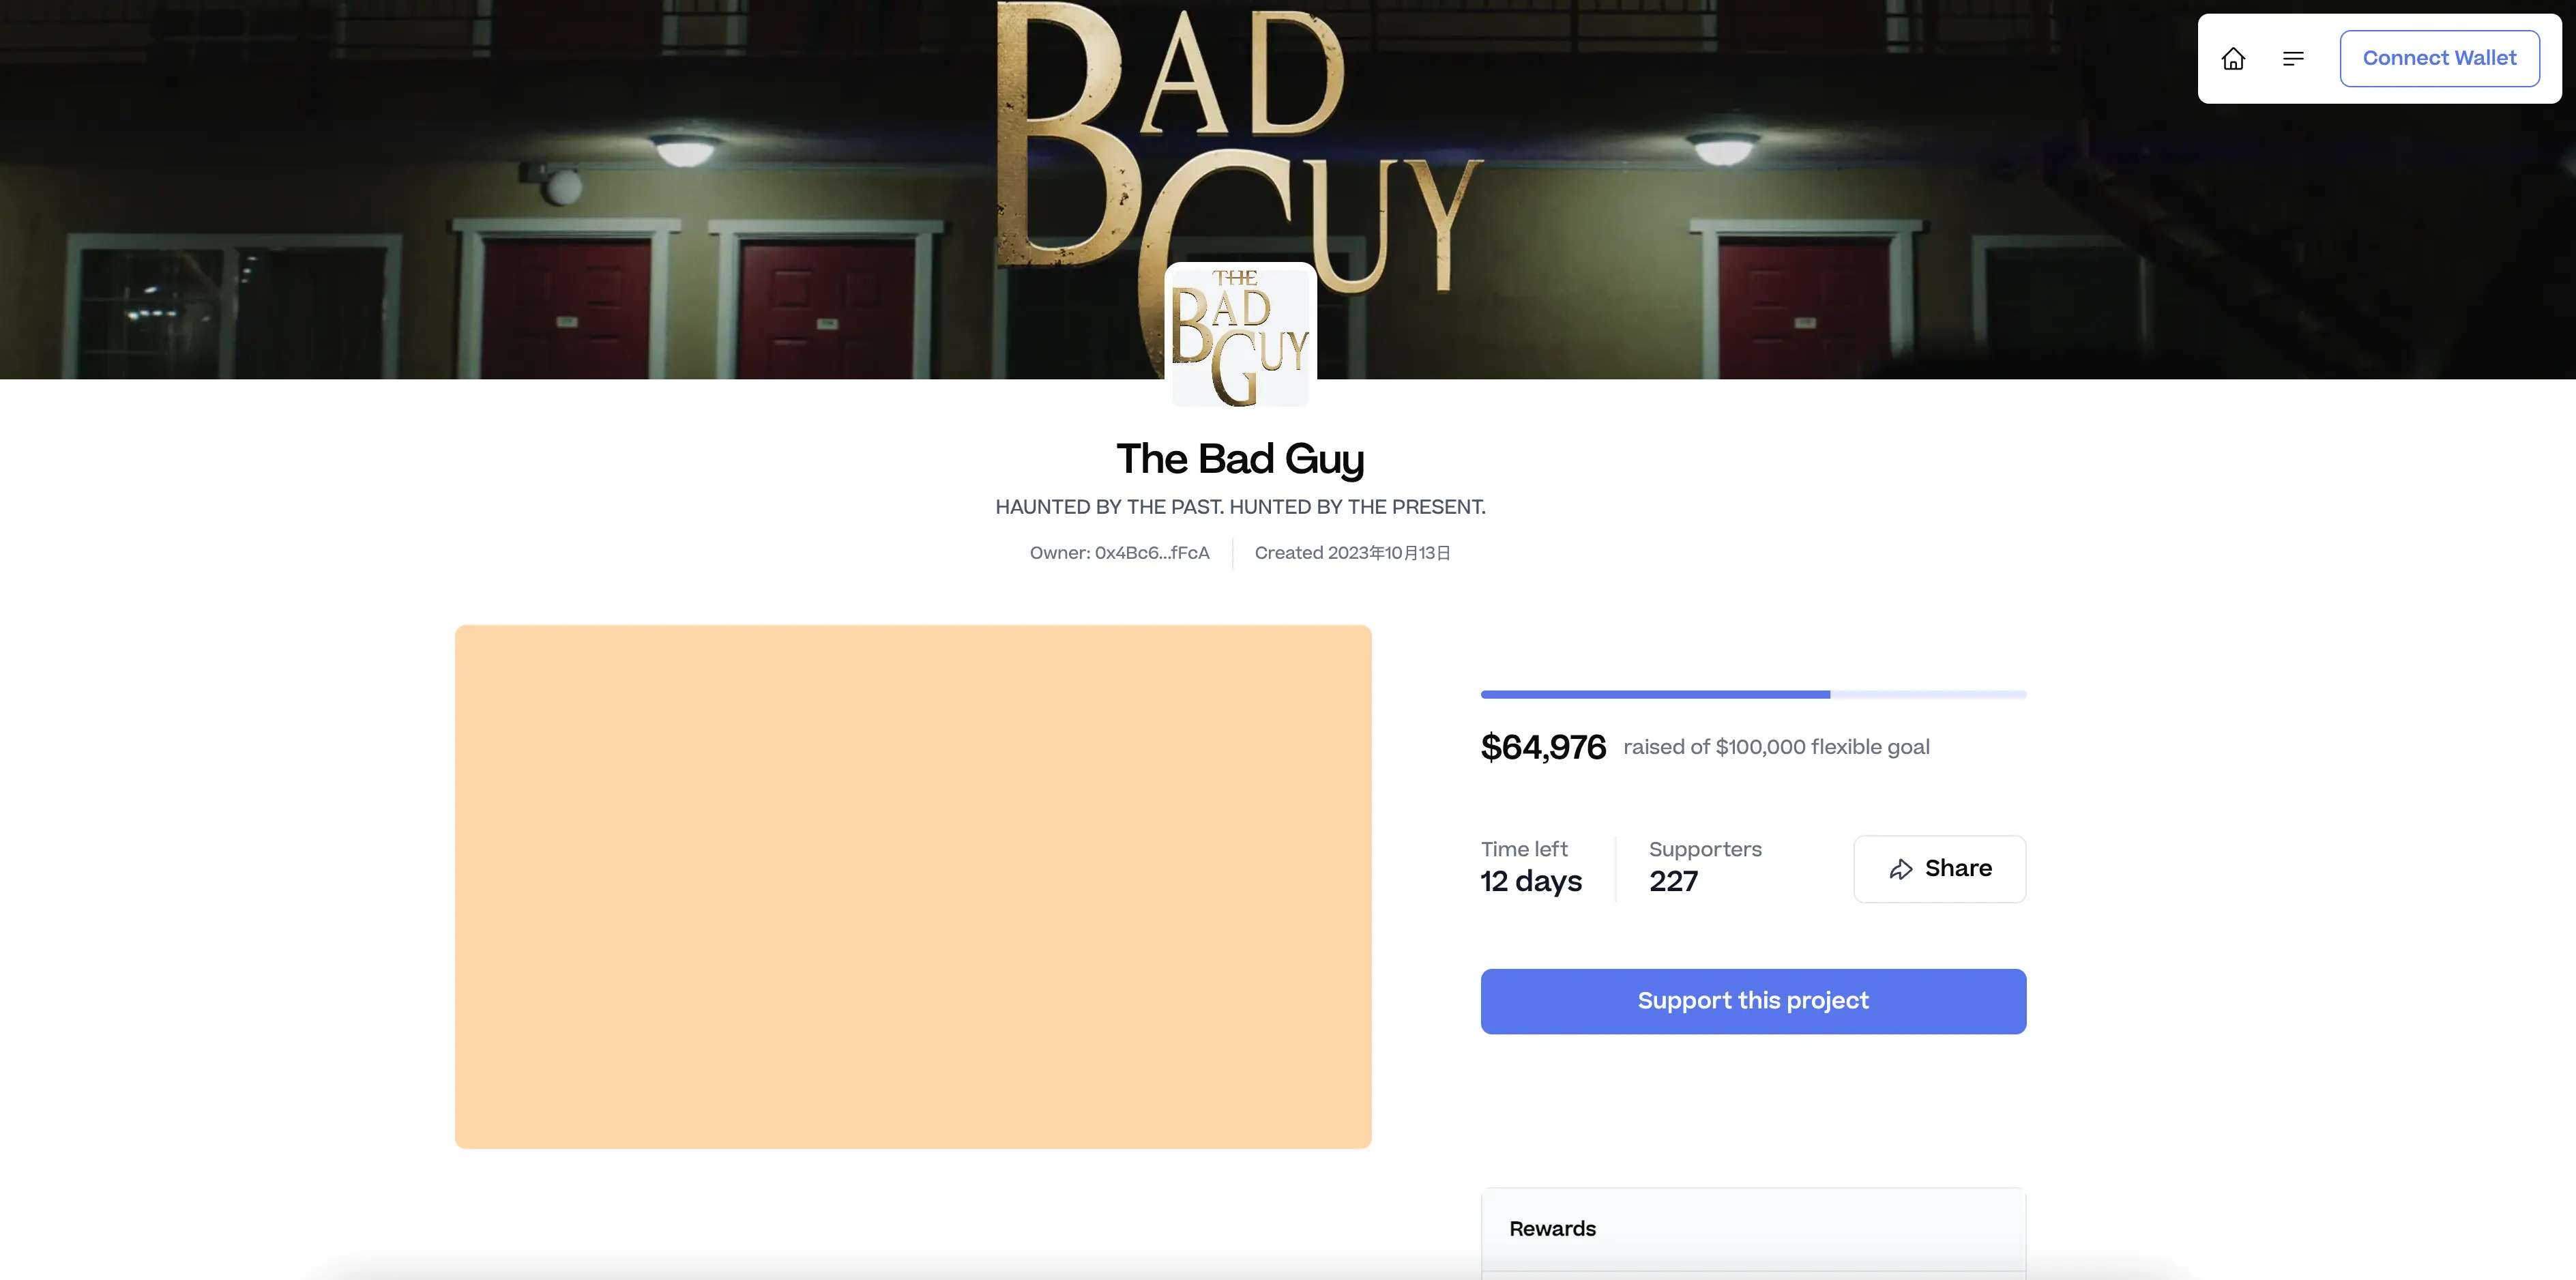 BAD
GUY
Connect Wallet
THE
BAD
GUY
The Bad Guy
HAUNTED BY THE PAST. HUNTED BY THE PRESENT.
Owner: 0x4Bc6...fFcA
Created 2023年10月13日
$64,976 raised of $100,000 flexible goal
Time left
12 days
Supporters
227
Share
Support this project
Rewards